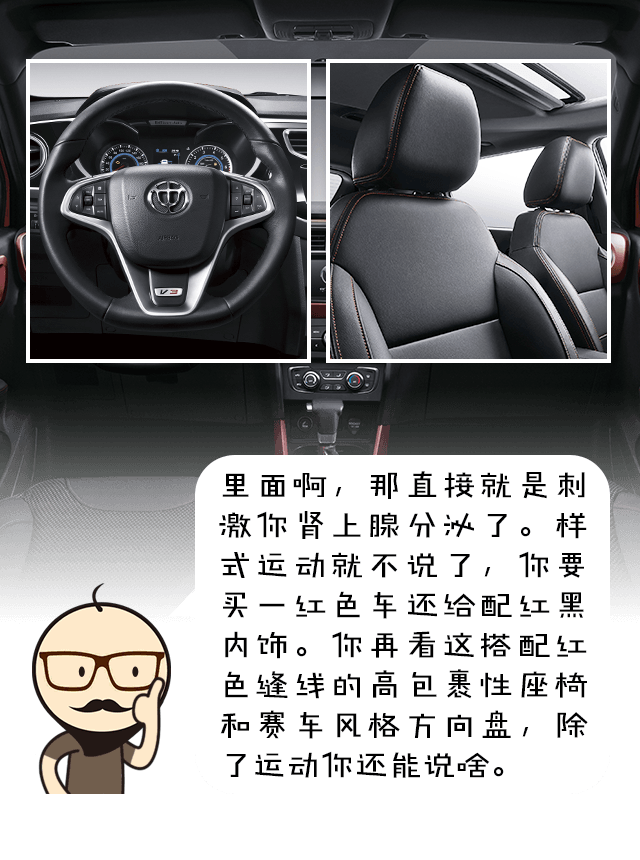 V3
里面啊，那直接就是刺
激你肾上腺分泌了。样
式运动就不说了，你要
买一红色车还给配红黑
内饰。你再看这搭配红
色缝线的高包裹性座椅
和赛车风格方向盘，除
了运动你还能说啥。